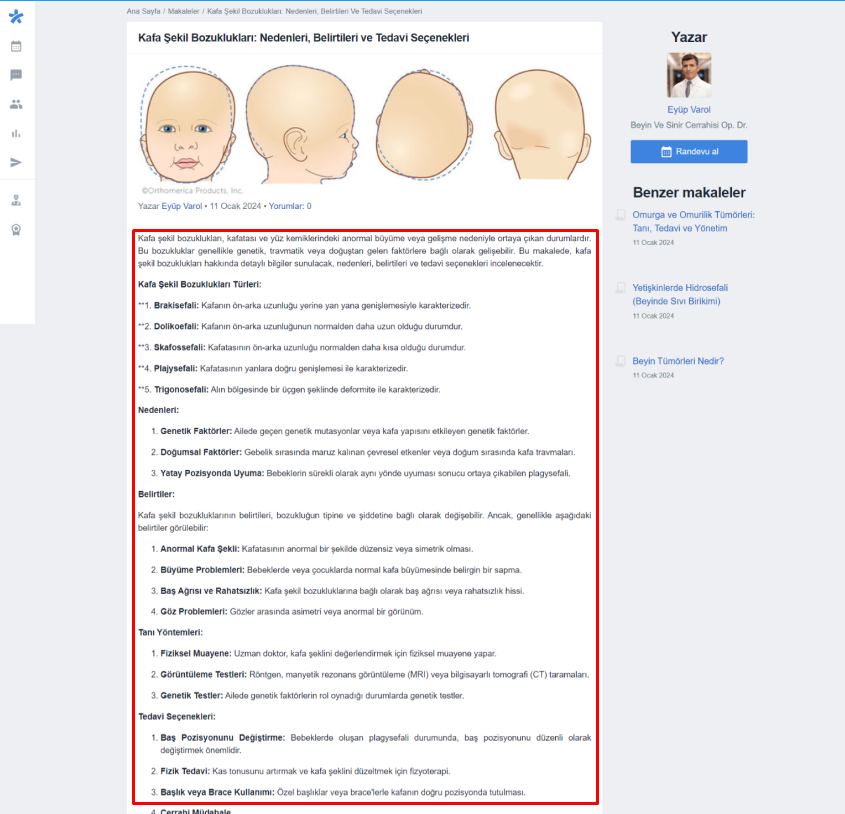 Ana Sayfa / Makaleler / Kafa Şekil Bozuklukları: Nedenleri, Belirtileri Ve Tedavi Seçenekleri
Kafa Şekil Bozuklukları: Nedenleri, Belirtileri ve Tedavi Seçenekleri
©Orthomerica Products, Inc.
Yazar Eyüp Varol • 11 Ocak 2024 • Yorumlar: 0
Kafa şekil bozuklukları, kafatası ve yüz kemiklerindeki anormal büyüme veya gelişme nedeniyle ortaya çıkan durumlardır.
Bu bozukluklar genellikle genetik, travmatik veya doğuştan gelen faktörlere bağlı olarak gelişebilir. Bu makalede, kafa
şekil bozuklukları hakkında detaylı bilgiler sunulacak, nedenleri, belirtileri ve tedavi seçenekleri incelenecektir.
Kafa Şekil Bozuklukları Türleri:
**1. Brakisefali: Kafanın ön-arka uzunluğu yerine yan yana genişlemesiyle karakterizedir.
**2. Dolikoefali: Kafanın ön-arka uzunluğunun normalden daha uzun olduğu durumdur.
**3. Skafossefali: Kafatasının ön-arka uzunluğu normalden daha kısa olduğu durumdur.
**4. Plajysefali: Kafatasının yanlara doğru genişlemesi ile karakterizedir.
**5. Trigonosefali: Alın bölgesinde bir üçgen şeklinde deformite ile karakterizedir.
Nedenleri:
1. Genetik Faktörler: Ailede geçen genetik mutasyonlar veya kafa yapısını etkileyen genetik faktörler.
2. Doğumsal Faktörler: Gebelik sırasında maruz kalınan çevresel etkenler veya doğum sırasında kafa travmaları.
3. Yatay Pozisyonda Uyuma: Bebeklerin sürekli olarak aynı yönde uyuması sonucu ortaya çıkabilen plagysefali.
Belirtiler:
Kafa şekil bozukluklarının belirtileri, bozukluğun tipine ve şiddetine bağlı olarak değişebilir. Ancak, genellikle aşağıdaki
belirtiler görülebilir:
1. Anormal Kafa Şekli: Kafatasının anormal bir şekilde düzensiz veya simetrik olması.
2. Büyüme Problemleri: Bebeklerde veya çocuklarda normal kafa büyümesinde belirgin bir sapma.
3. Baş Ağrısı ve Rahatsızlık: Kafa şekil bozukluklarına bağlı olarak baş ağrısı veya rahatsızlık hissi.
4. Göz Problemleri: Gözler arasında asimetri veya anormal bir görünüm.
Tanı Yöntemleri:
1. Fiziksel Muayene: Uzman doktor, kafa şeklini değerlendirmek için fiziksel muayene yapar.
2. Görüntüleme Testleri: Röntgen, manyetik rezonans görüntüleme (MRI) veya bilgisayarlı tomografi (CT) taramaları.
3. Genetik Testler: Ailede genetik faktörlerin rol oynadığı durumlarda genetik testler.
Tedavi Seçenekleri:
1. Baş Pozisyonunu Değiştirme: Bebeklerde oluşan plagysefali durumunda, baş pozisyonunu düzenli olarak
değiştirmek önemlidir.
2. Fizik Tedavi: Kas tonusunu artırmak ve kafa şeklini düzeltmek için fizyoterapi.
3. Başlık veya Brace Kullanımı: Özel başlıklar veya brace'lerle kafanın doğru pozisyonda tutulması.
4. Cerrahi Müdahale
Yazar
Eyüp Varol
Beyin Ve Sinir Cerrahisi Op. Dr.
Randevu al
Benzer makaleler
Omurga ve Omurilik Tümörleri:
Tanı, Tedavi ve Yönetim
11 Ocak 2024
Yetişkinlerde Hidrosefali
(Beyinde Sıvı Birikimi)
11 Ocak 2024
Beyin Tümörleri Nedir?
11 Ocak 2024